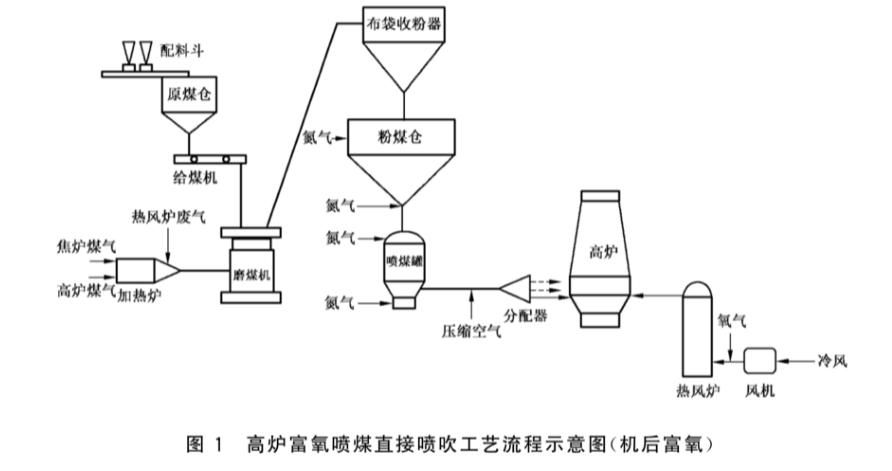 布袋收粉器
配料斗
原煤仓
氮气
粉煤仓
给煤机
热风炉废气
氮气
氮气
焦炉煤气
磨煤机
喷煤罐
高炉
高炉煤气
加热炉
氮气
分配器
压缩空气
氧气
冷风
热风炉
风机
图 1 高炉富氧喷煤直接喷吹工艺流程示意图(机后富氧)